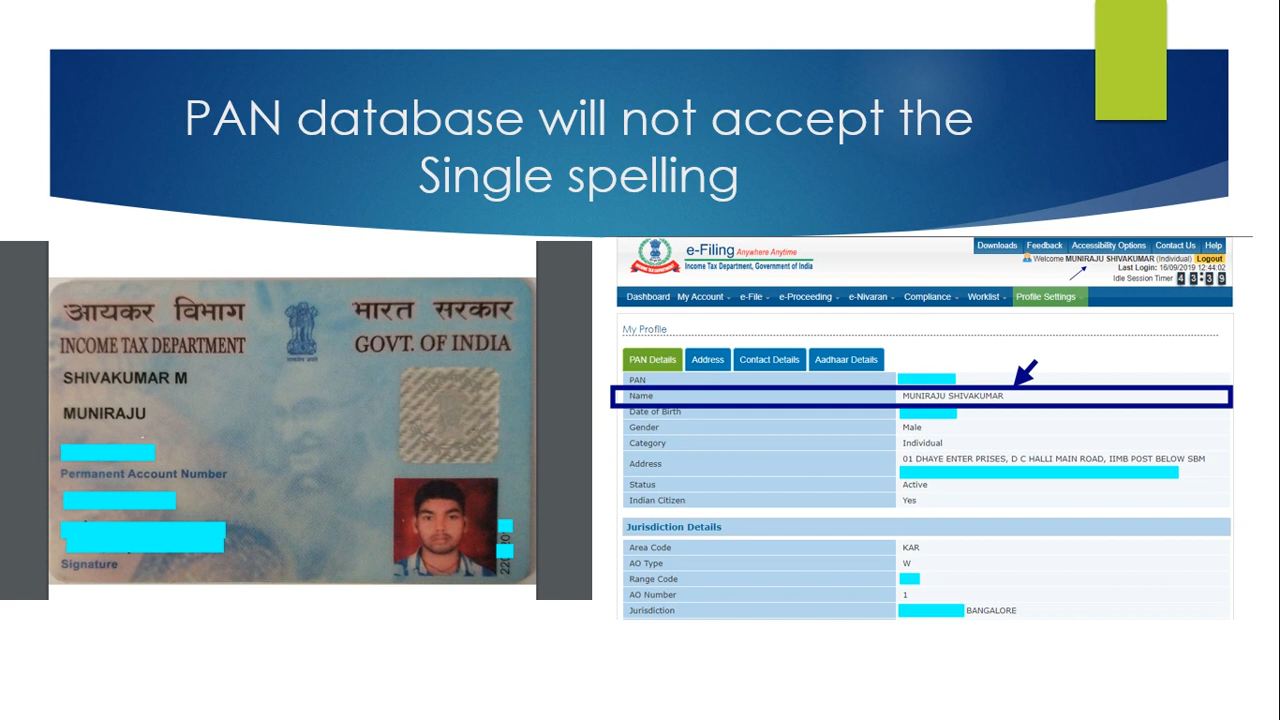 PAN database will not accept the
Single spelling
आयकर विभाग
भारत सरकार
INCOME TAX DEPARTMENT
GOVT. OF INDIA
SHIVAKUMAR M
MUNIRAJU
Permanent Account Number
Signature
e-Filing Anywhere Anytime
Income Tax Department, Government of India
Downloads Feedback Accessibility Options Contact Us Help
Welcome MUNIRAJU SHIVAKUMAR (Individual) Logout
Last Login: 16/09/2019 12:44:02
Idle Session Timer 4 3 : 3 9
Dashboard My Account e-File e-Proceeding e-Nivaran Compliance Worklist Profile Settings
My Profile
PAN Details Address Contact Details Aadhaar Details
PAN
Name MUNIRAJU SHIVAKUMAR
Date of Birth
Gender Male
Category Individual
Address 01 DHAYE ENTER PRISES, D C HALLI MAIN ROAD, IIMB POST BELOW SBM
Status Active
Indian Citizen Yes
Jurisdiction Details
Area Code KAR
AO Type W
Range Code
AO Number 1
Jurisdiction BANGALORE